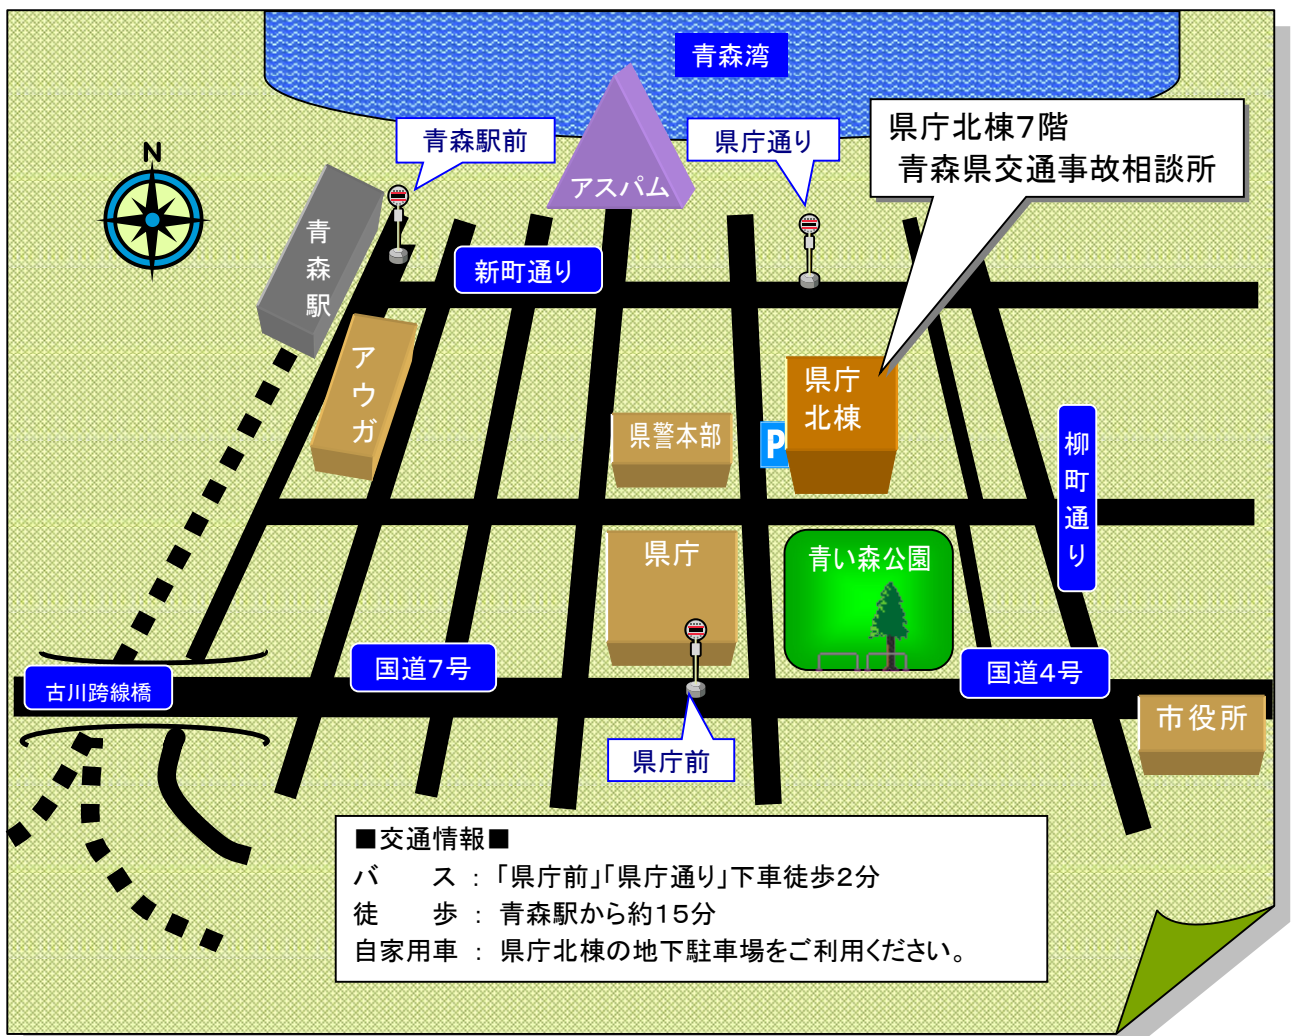 青森湾
県庁北棟7階
青森県交通事故相談所
青森駅前
県庁通り
N
アスパム
青森駅
新町通り
アウガ
県庁
北棟
県警本部
P
柳町通り
県庁
青い森公園
国道7号
国道4号
古川跨線橋
市役所
県庁前
■交通情報■
バ　　ス ： 「県庁前」「県庁通り」下車徒歩2分
徒　　歩 ： 青森駅から約15分
自家用車 ： 県庁北棟の地下駐車場をご利用ください。